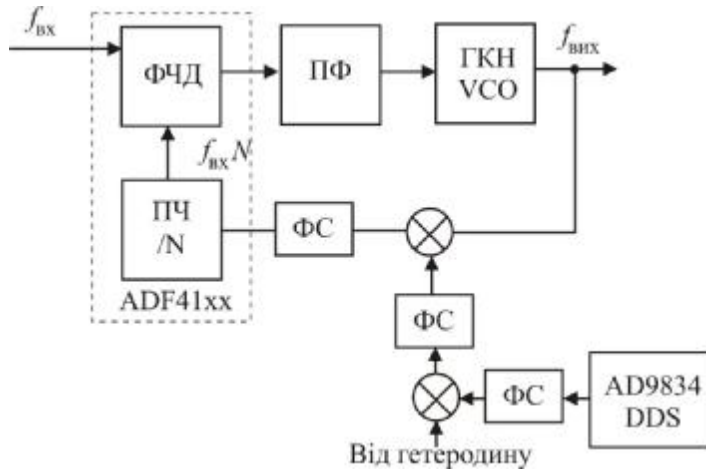 fвх
fвих
ФЧД
ПФ
ГКН
VCO
fвхN
ПЧ
/N
ФС
ADF41xx
ФС
ФС
AD9834
DDS
Від гетеродину